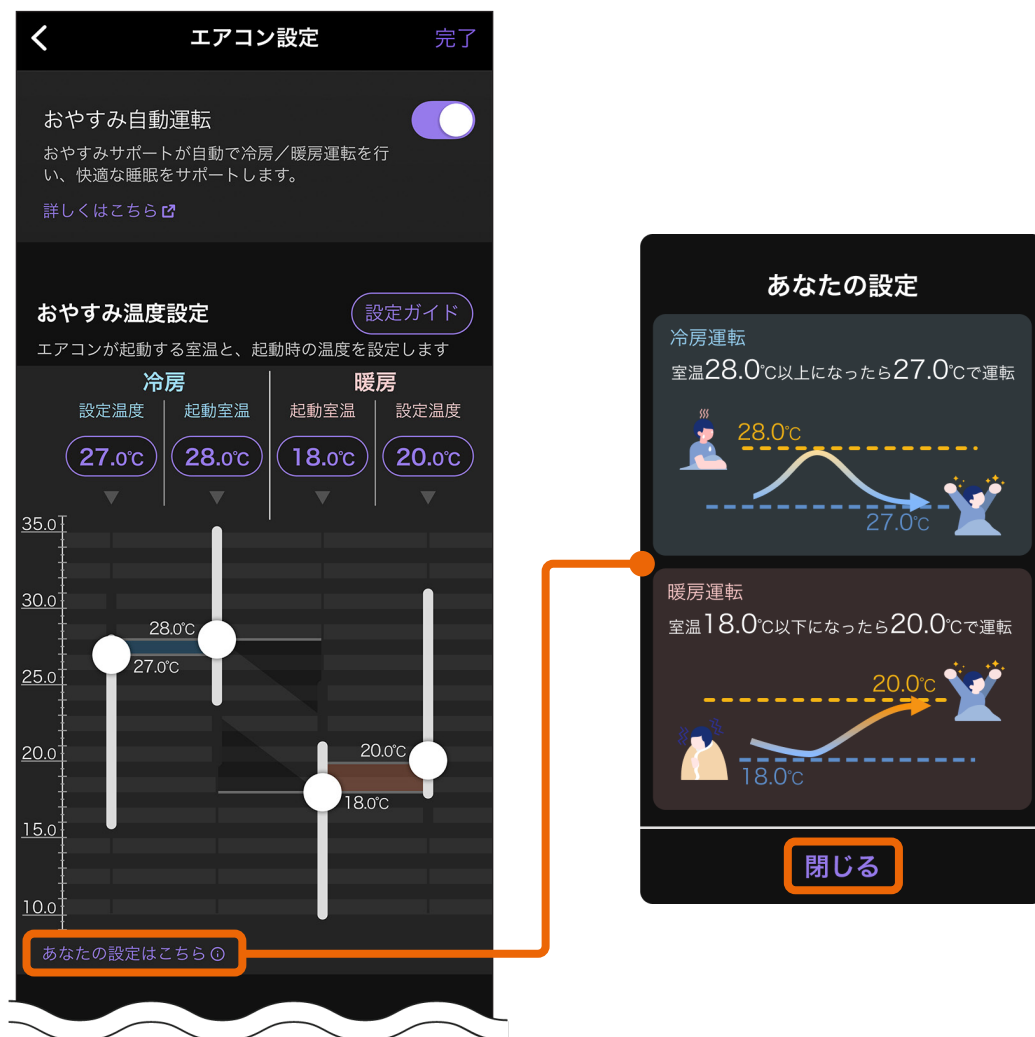 エアコン設定
完了
おやすみ自動運転
おやすみサポートが自動で冷房／暖房運転を行
い、快適な睡眠をサポートします。
詳しくはこちら
おやすみ温度設定
設定ガイド
エアコンが起動する室温と、起動時の温度を設定します
冷房
暖房
設定温度
起動室温
起動室温
設定温度
27.0℃
28.0℃
18.0℃
20.0℃
35.0
30.0
28.0℃
27.0℃
25.0
20.0
20.0℃
18.0℃
15.0
10.0
あなたの設定はこちら
あなたの設定
冷房運転
室温28.0℃以上になったら27.0℃で運転
28.0℃
27.0℃
暖房運転
室温18.0℃以下になったら20.0℃で運転
20.0℃
18.0℃
閉じる